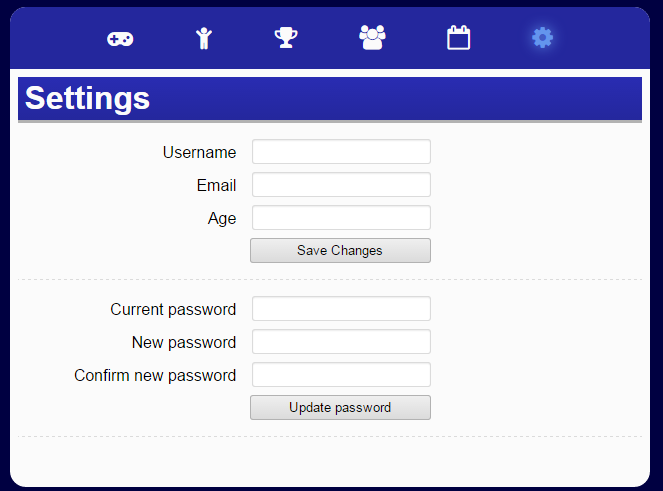 Settings
Username
Email
Age
Save Changes
Current password
New password
Confirm new password
Update password